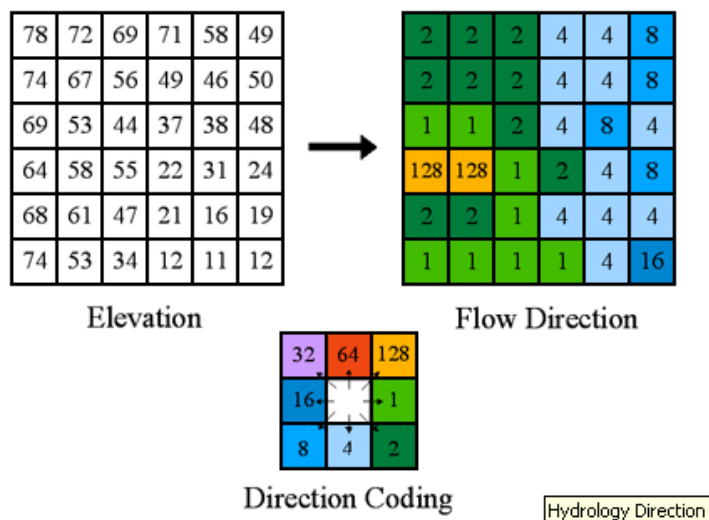 78 72 69 71 58 49
74 67 56 49 46 50
69 53 44 37 38 48
64 58 55 22 31 24
68 61 47 21 16 19
74 53 34 12 11 12
Elevation
2 2 2 4 4 8
2 2 2 4 4 8
1 1 2 4 8 4
128 128 1 2 4 8
2 2 1 4 4 4
1 1 1 1 4 16
Flow Direction
32 64 128
16 1
8 4 2
Direction Coding
Hydrology Direction